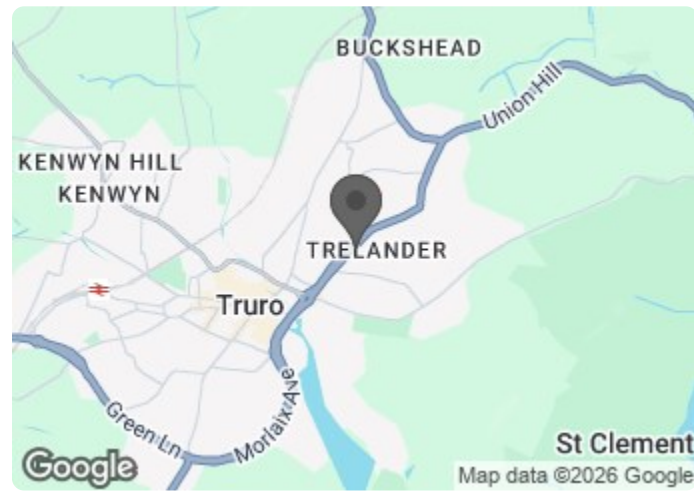 BUCKSHEAD
Union Hill
KENWYN HILL
KENWYN
TRELANDER
Truro
Green Ln
Morlaix Ave
St Clement
Google
Map data ©2026 Google